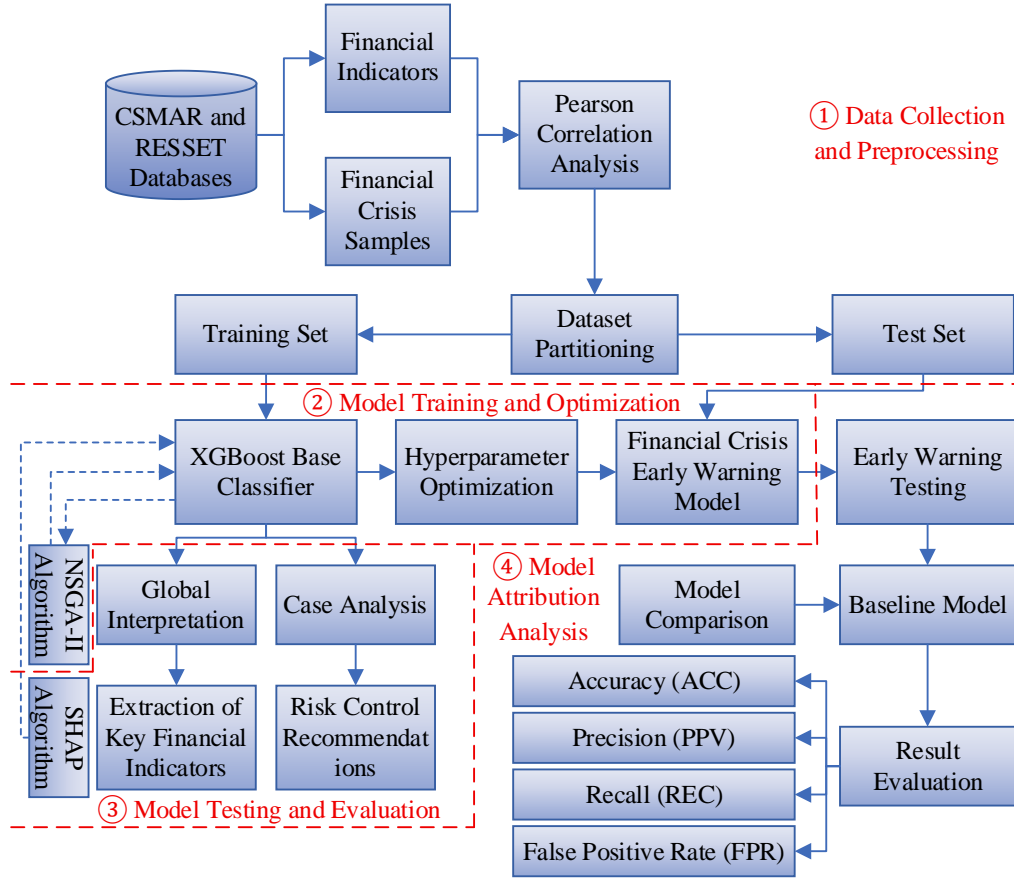 Financial
Indicators
CSMAR and
RESSET
Databases
Financial
Crisis
Samples
Pearson
Correlation
Analysis
① Data Collection
and Preprocessing
Training Set
Dataset
Partitioning
Test Set
② Model Training and Optimization
XGBoost Base
Classifier
Hyperparameter
Optimization
Financial Crisis
Early Warning
Model
Early Warning
Testing
NSGA-II
Algorithm
Global
Interpretation
Case Analysis
④ Model
Attribution
Analysis
Model
Comparison
Baseline Model
SHAP
Algorithm
Extraction of
Key Financial
Indicators
Risk Control
Recommendat
ions
③ Model Testing and Evaluation
Accuracy (ACC)
Precision (PPV)
Recall (REC)
False Positive Rate (FPR)
Result
Evaluation